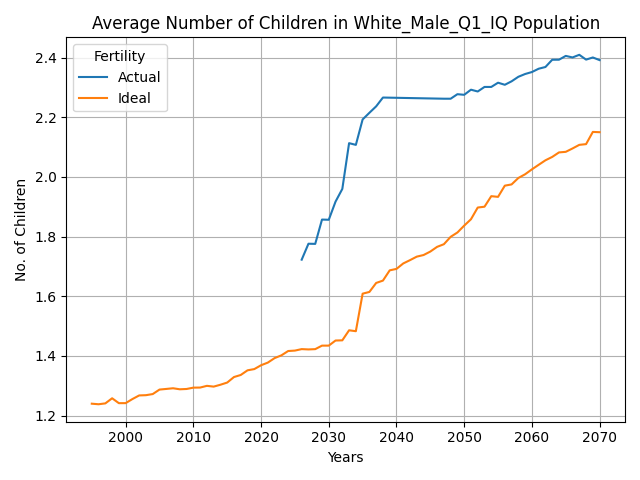 Average Number of Children in White_Male_Q1_IQ Population
Fertility
Actual
Ideal
No. of Children
2.4
2.2
2.0
1.8
1.6
1.4
1.2
2000 2010 2020 2030 2040 2050 2060 2070
Years